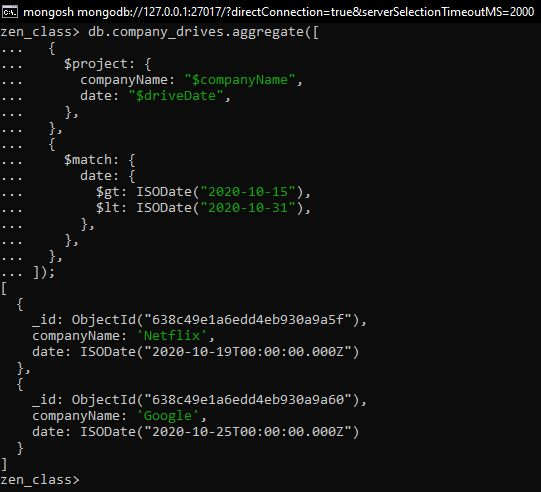 mongosh mongodb://127.0.0.1:27017/?directConnection=true&serverSelectionTimeoutMS=2000
zen_class> db.company_drives.aggregate([
...   {
...     $project: {
...       companyName: "$companyName",
...       date: "$driveDate",
...     },
...   },
...   {
...     $match: {
...       date: {
...         $gt: ISODate("2020-10-15"),
...         $lt: ISODate("2020-10-31"),
...       },
...     },
...   },
... ]);
[
  {
    _id: ObjectId("638c49e1a6edd4eb930a9a5f"),
    companyName: 'Netflix',
    date: ISODate("2020-10-19T00:00:00.000Z")
  },
  {
    _id: ObjectId("638c49e1a6edd4eb930a9a60"),
    companyName: 'Google',
    date: ISODate("2020-10-25T00:00:00.000Z")
  }
]
zen_class>